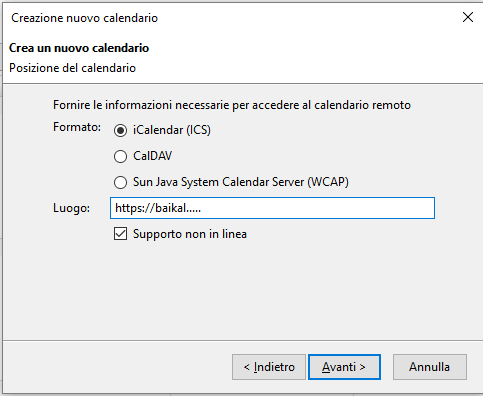 Creazione nuovo calendario
Crea un nuovo calendario
Posizione del calendario
Fornire le informazioni necessarie per accedere al calendario remoto
Formato: iCalendar (ICS)
CalDAV
Sun Java System Calendar Server (WCAP)
Luogo: https://baikal.....
Supporto non in linea
< Indietro Avanti > Annulla